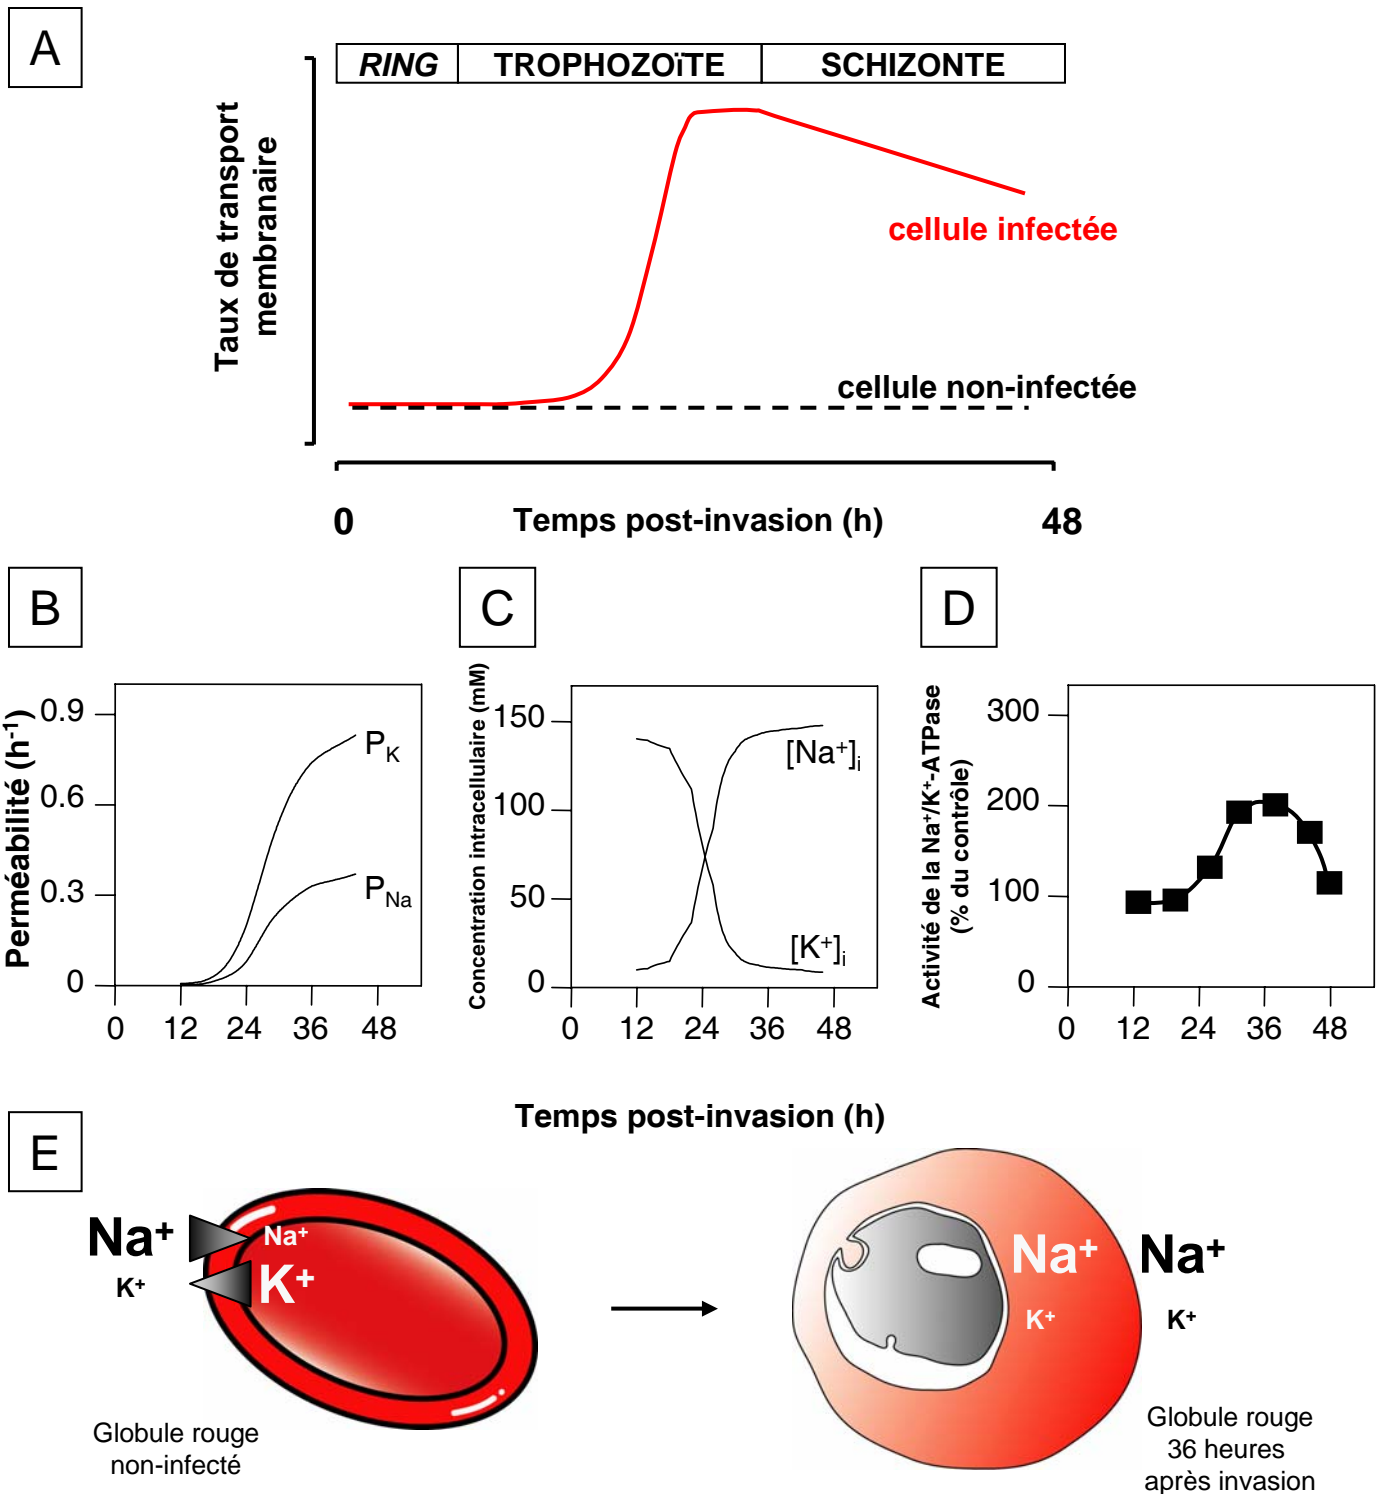 A
RING TROPHOZOïTE SCHIZONTE
Taux de transport
membranaire
cellule infectée
cellule non-infectée
0 Temps post-invasion (h) 48
B
Perméabilité (h-1)
0.9
0.6
0.3
0
PK
PNa
0 12 24 36 48
C
Concentration intracellulaire (mM)
150
100
50
0
[Na+]i
[K+]i
0 12 24 36 48
D
Activité de la Na+/K+-ATPase
(% du contrôle)
300
200
100
0
0 12 24 36 48
Temps post-invasion (h)
E
Na+ Na+
K+ K+
Globule rouge
non-infecté
Na+ Na+
K+ K+
Globule rouge
36 heures
après invasion